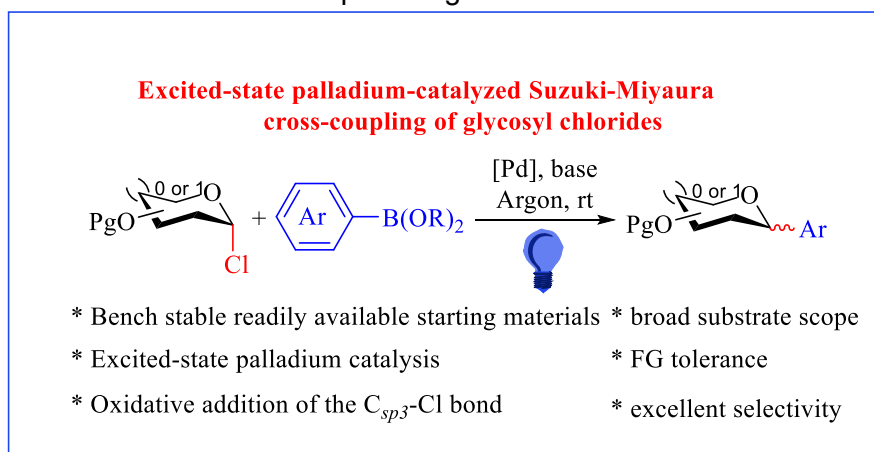 Excited-state palladium-catalyzed Suzuki-Miyaura
cross-coupling of glycosyl chlorides
[Pd], base
Argon, rt
0 or 1
O
PgO
Cl
+
Ar
B(OR)2
0 or 1
O
PgO
Ar
* Bench stable readily available starting materials
* broad substrate scope
* Excited-state palladium catalysis
* FG tolerance
* Oxidative addition of the Csp3-Cl bond
* excellent selectivity